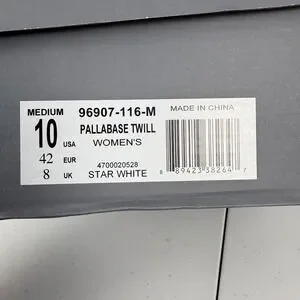 MEDIUM 96907-116-M MADE IN CHINA
10 USA PALLABASE TWILL
WOMEN'S
42 EUR 4700020528
8 UK STAR WHITE 8 89423 38264 7